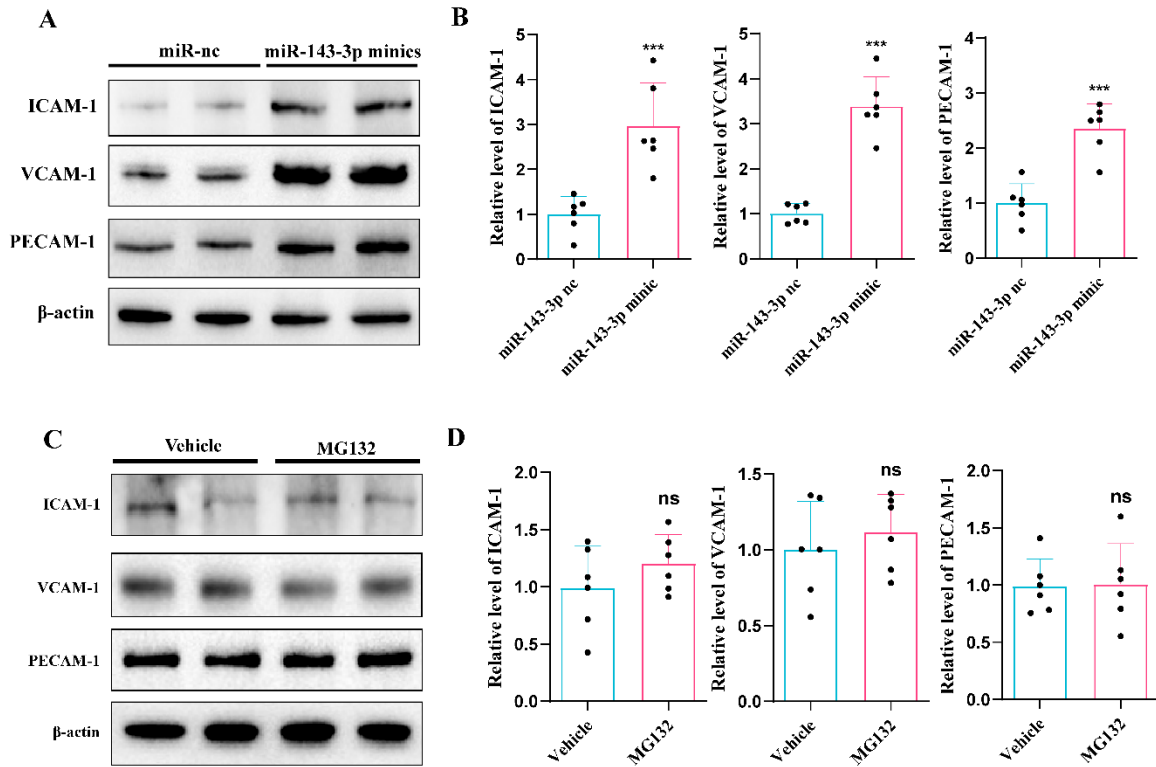 A
miR-nc miR-143-3p minics
ICAM-1
VCAM-1
PECAM-1
β-actin
B
Relative level of ICAM-1
5
4
3
2
1
0
***
miR-143-3p nc
miR-143-3p minic
Relative level of VCAM-1
5
4
3
2
1
0
***
miR-143-3p nc
miR-143-3p minic
Relative level of PECAM-1
4
3
2
1
0
***
miR-143-3p nc
miR-143-3p minic
C
Vehicle MG132
ICAM-1
VCAM-1
PECAM-1
β-actin
D
Relative level of ICAM-1
2.0
1.5
1.0
0.5
0.0
ns
Vehicle
MG132
Relative level of VCAM-1
1.5
1.0
0.5
0.0
ns
Vehicle
MG132
Relative level of PECAM-1
2.0
1.5
1.0
0.5
0.0
ns
Vehicle
MG132